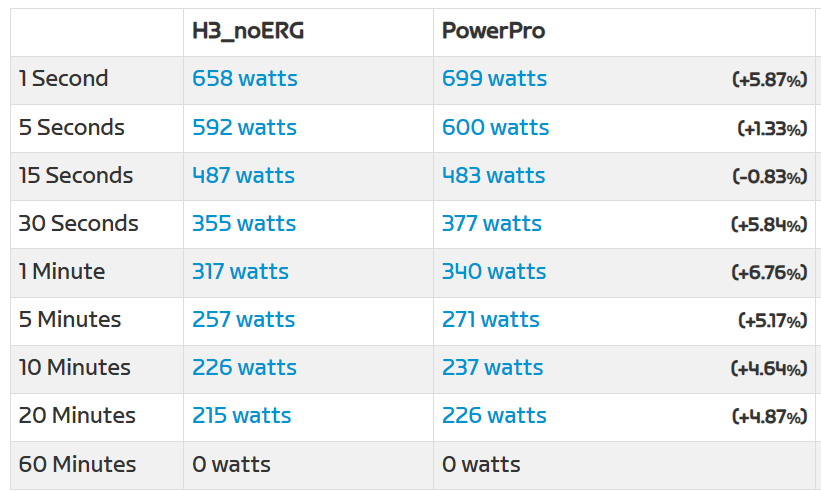 H3_noERG PowerPro
1 Second 658 watts 699 watts (+5.87%)
5 Seconds 592 watts 600 watts (+1.33%)
15 Seconds 487 watts 483 watts (-0.83%)
30 Seconds 355 watts 377 watts (+5.84%)
1 Minute 317 watts 340 watts (+6.76%)
5 Minutes 257 watts 271 watts (+5.17%)
10 Minutes 226 watts 237 watts (+4.64%)
20 Minutes 215 watts 226 watts (+4.87%)
60 Minutes 0 watts 0 watts